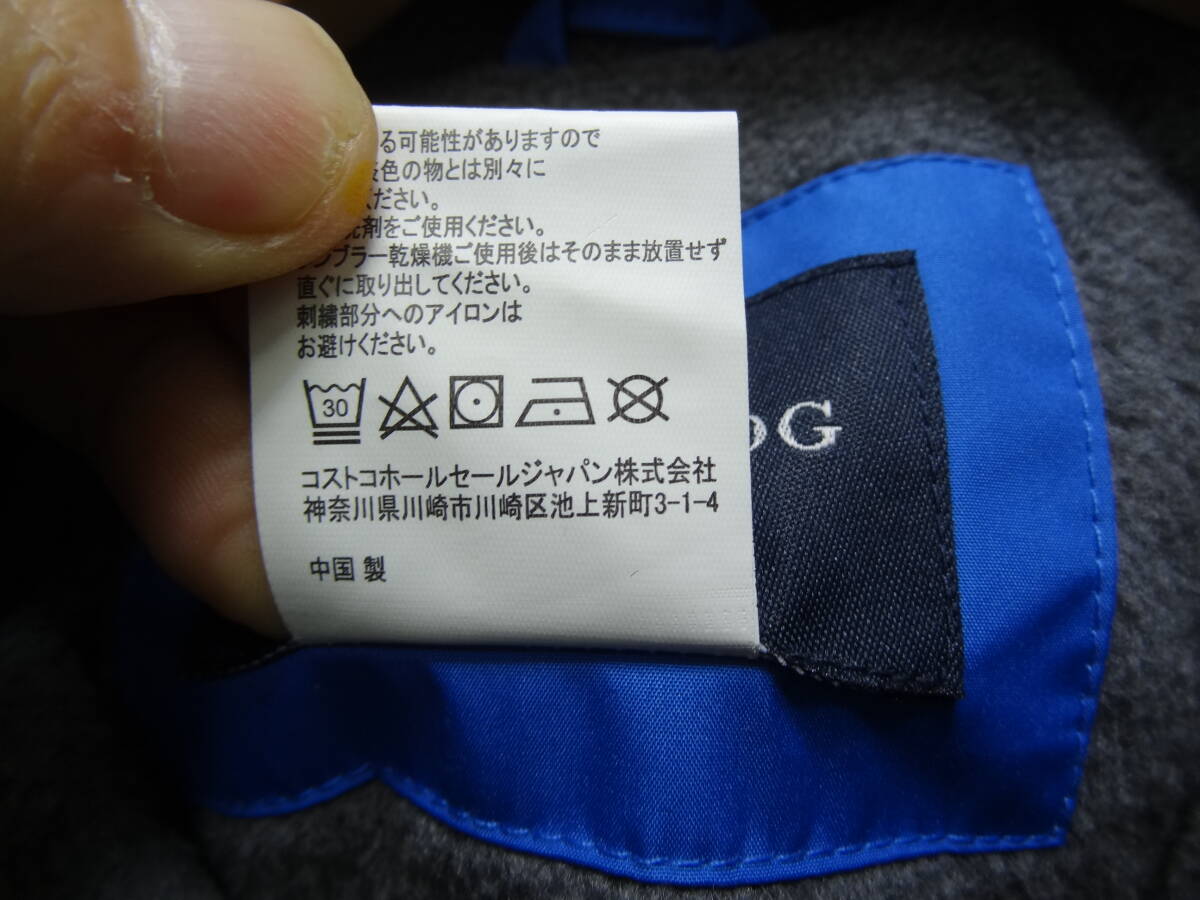 る可能性がありますので
色の物とは別々に
ください。
剤をご使用ください。
ンブラー乾燥機ご使用後はそのまま放置せず
直ぐに取り出してください。
刺繍部分へのアイロンは
お避けください。
30
OG
コストコホールセールジャパン株式会社
神奈川県川崎市川崎区池上新町3-1-4
中国 製